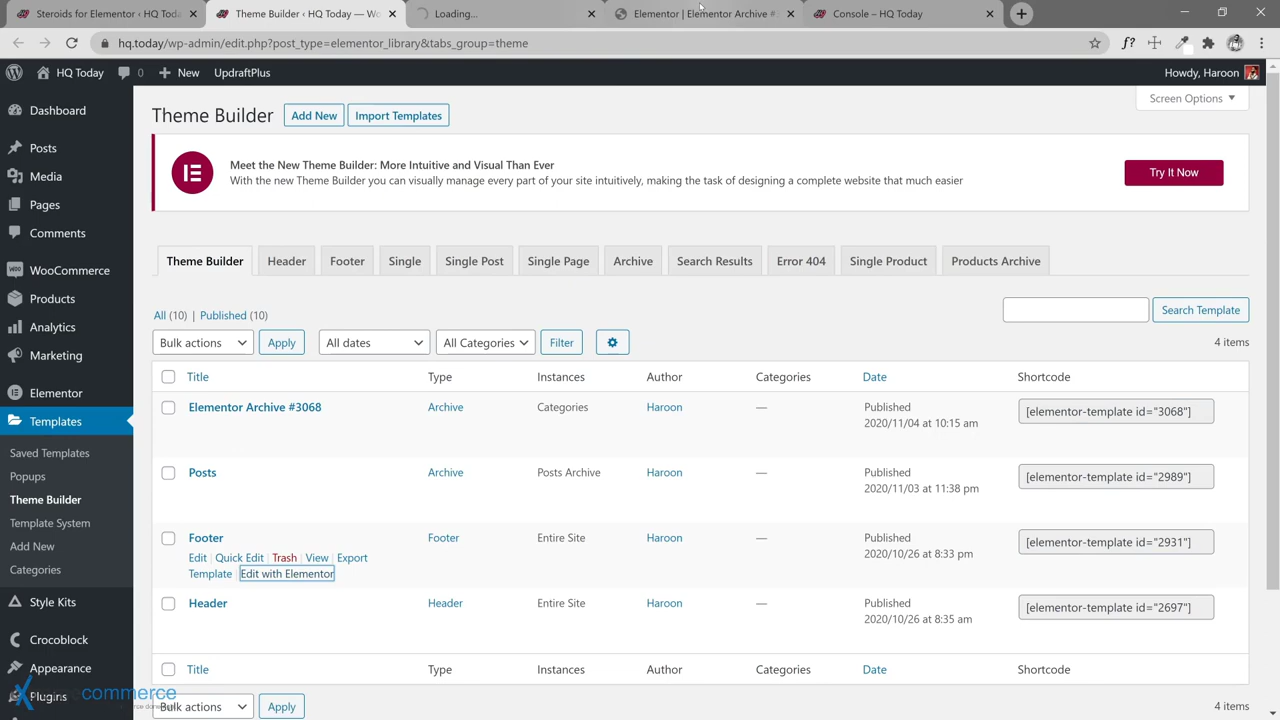 Steroids for Elementor ‹ HQ Today
Theme Builder ‹ HQ Today — Wo
Loading...
Elementor | Elementor Archive #3
Console – HQ Today
hq.today/wp-admin/edit.php?post_type=elementor_library&tabs_group=theme
f?
HQ Today
0
New
UpdraftPlus
Howdy, Haroon
Dashboard
Posts
Media
Pages
Comments
WooCommerce
Products
Analytics
Marketing
Elementor
Templates
Saved Templates
Popups
Theme Builder
Template System
Add New
Categories
Style Kits
Crocoblock
Appearance
Plugins
Theme Builder
Add New
Import Templates
Screen Options
Meet the New Theme Builder: More Intuitive and Visual Than Ever
With the new Theme Builder you can visually manage every part of your site intuitively, making the task of designing a complete website that much easier
Try It Now
Theme Builder
Header
Footer
Single
Single Post
Single Page
Archive
Search Results
Error 404
Single Product
Products Archive
All (10) | Published (10)
Search Template
Bulk actions
Apply
All dates
All Categories
Filter
4 items
Title Type Instances Author Categories Date Shortcode
Elementor Archive #3068 Archive Categories Haroon — Published [elementor-template id="3068"]
2020/11/04 at 10:15 am
Posts Archive Posts Archive Haroon — Published [elementor-template id="2989"]
2020/11/03 at 11:38 pm
Footer Footer Entire Site Haroon — Published [elementor-template id="2931"]
2020/10/26 at 8:33 pm
Edit | Quick Edit | Trash | View | Export
Template | Edit with Elementor
Header Header Entire Site Haroon — Published [elementor-template id="2697"]
2020/10/26 at 8:35 am
Title Type Instances Author Categories Date Shortcode
Bulk actions
Apply
4 items
commerce